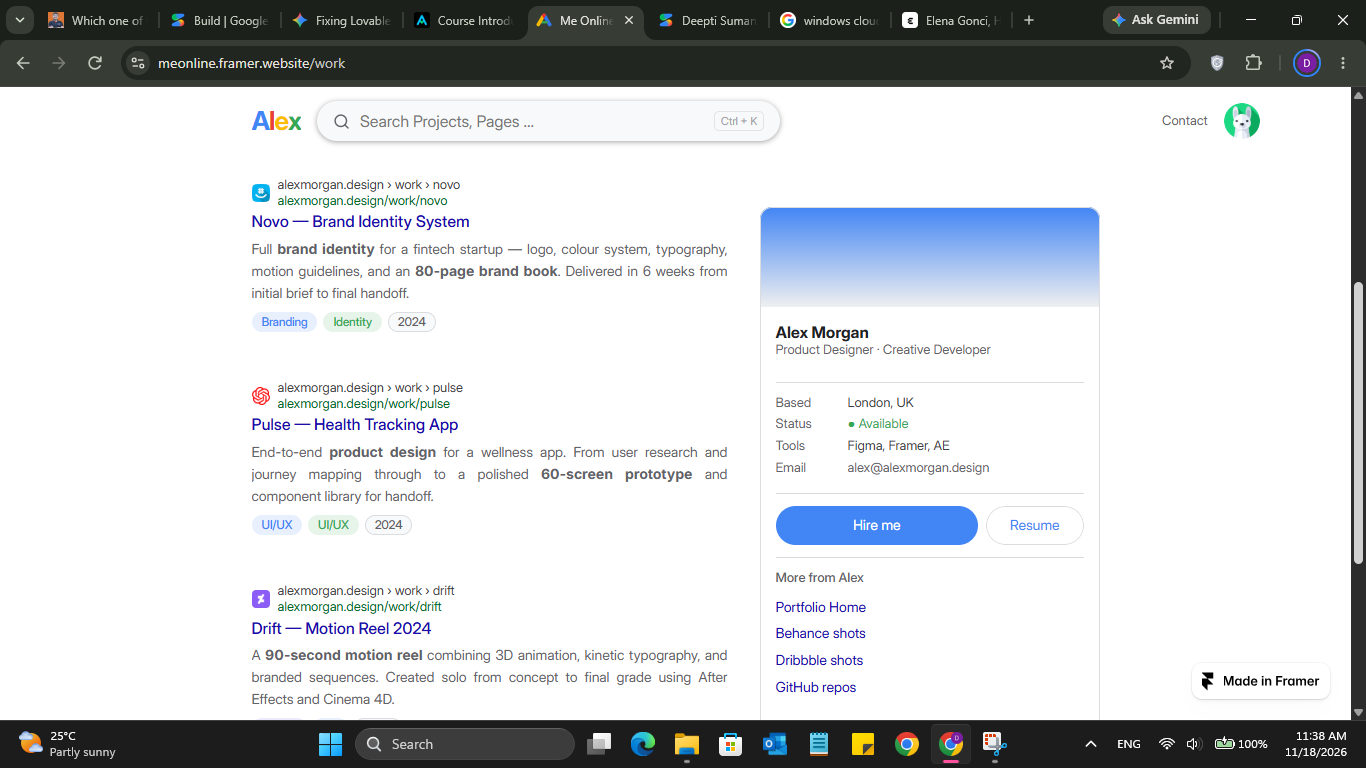 Which one of
Build | Google
Fixing Lovable
Course Introdu
Me Online
Deepti Suman
windows clou
Elena Gonci, H
Ask Gemini
meonline.framer.website/work
D
Alex
Search Projects, Pages ...
Ctrl + K
Contact
alexmorgan.design › work › novo
alexmorgan.design/work/novo
Novo — Brand Identity System
Full brand identity for a fintech startup — logo, colour system, typography,
motion guidelines, and an 80-page brand book. Delivered in 6 weeks from
initial brief to final handoff.
Branding
Identity
2024
alexmorgan.design › work › pulse
alexmorgan.design/work/pulse
Pulse — Health Tracking App
End-to-end product design for a wellness app. From user research and
journey mapping through to a polished 60-screen prototype and
component library for handoff.
UI/UX
UI/UX
2024
alexmorgan.design › work › drift
alexmorgan.design/work/drift
Drift — Motion Reel 2024
A 90-second motion reel combining 3D animation, kinetic typography, and
branded sequences. Created solo from concept to final grade using After
Effects and Cinema 4D.
Alex Morgan
Product Designer · Creative Developer
Based London, UK
Status ● Available
Tools Figma, Framer, AE
Email alex@alexmorgan.design
Hire me
Resume
More from Alex
Portfolio Home
Behance shots
Dribbble shots
GitHub repos
Made in Framer
25°C
Partly sunny
Search
ENG
100%
11:38 AM
11/18/2026